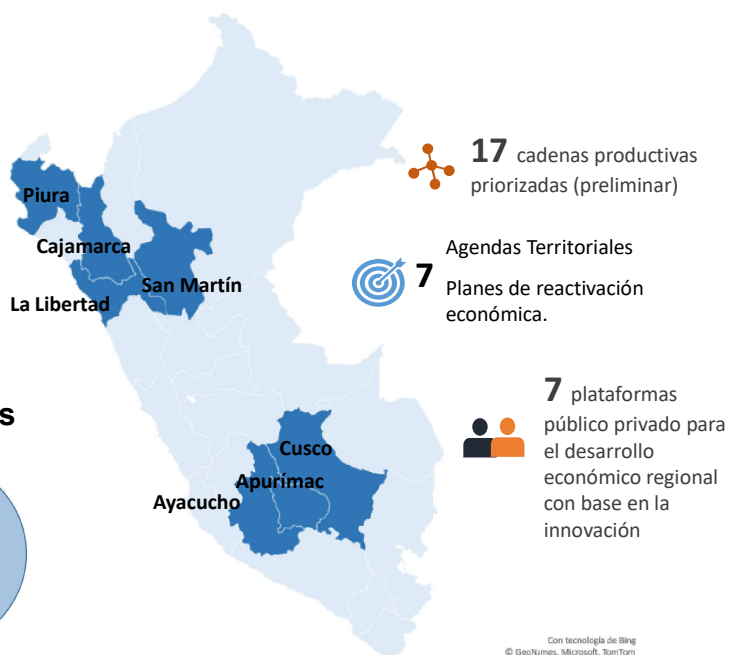 Piura
Cajamarca
La Libertad
San Martín
Cusco
Apurímac
Ayacucho
s
17 cadenas productivas
priorizadas (preliminar)
7
Agendas Territoriales
Planes de reactivación
económica.
7 plataformas
público privado para
el desarrollo
económico regional
con base en la
innovación
Con tecnología de Bing
© GeoNames, Microsoft, TomTom